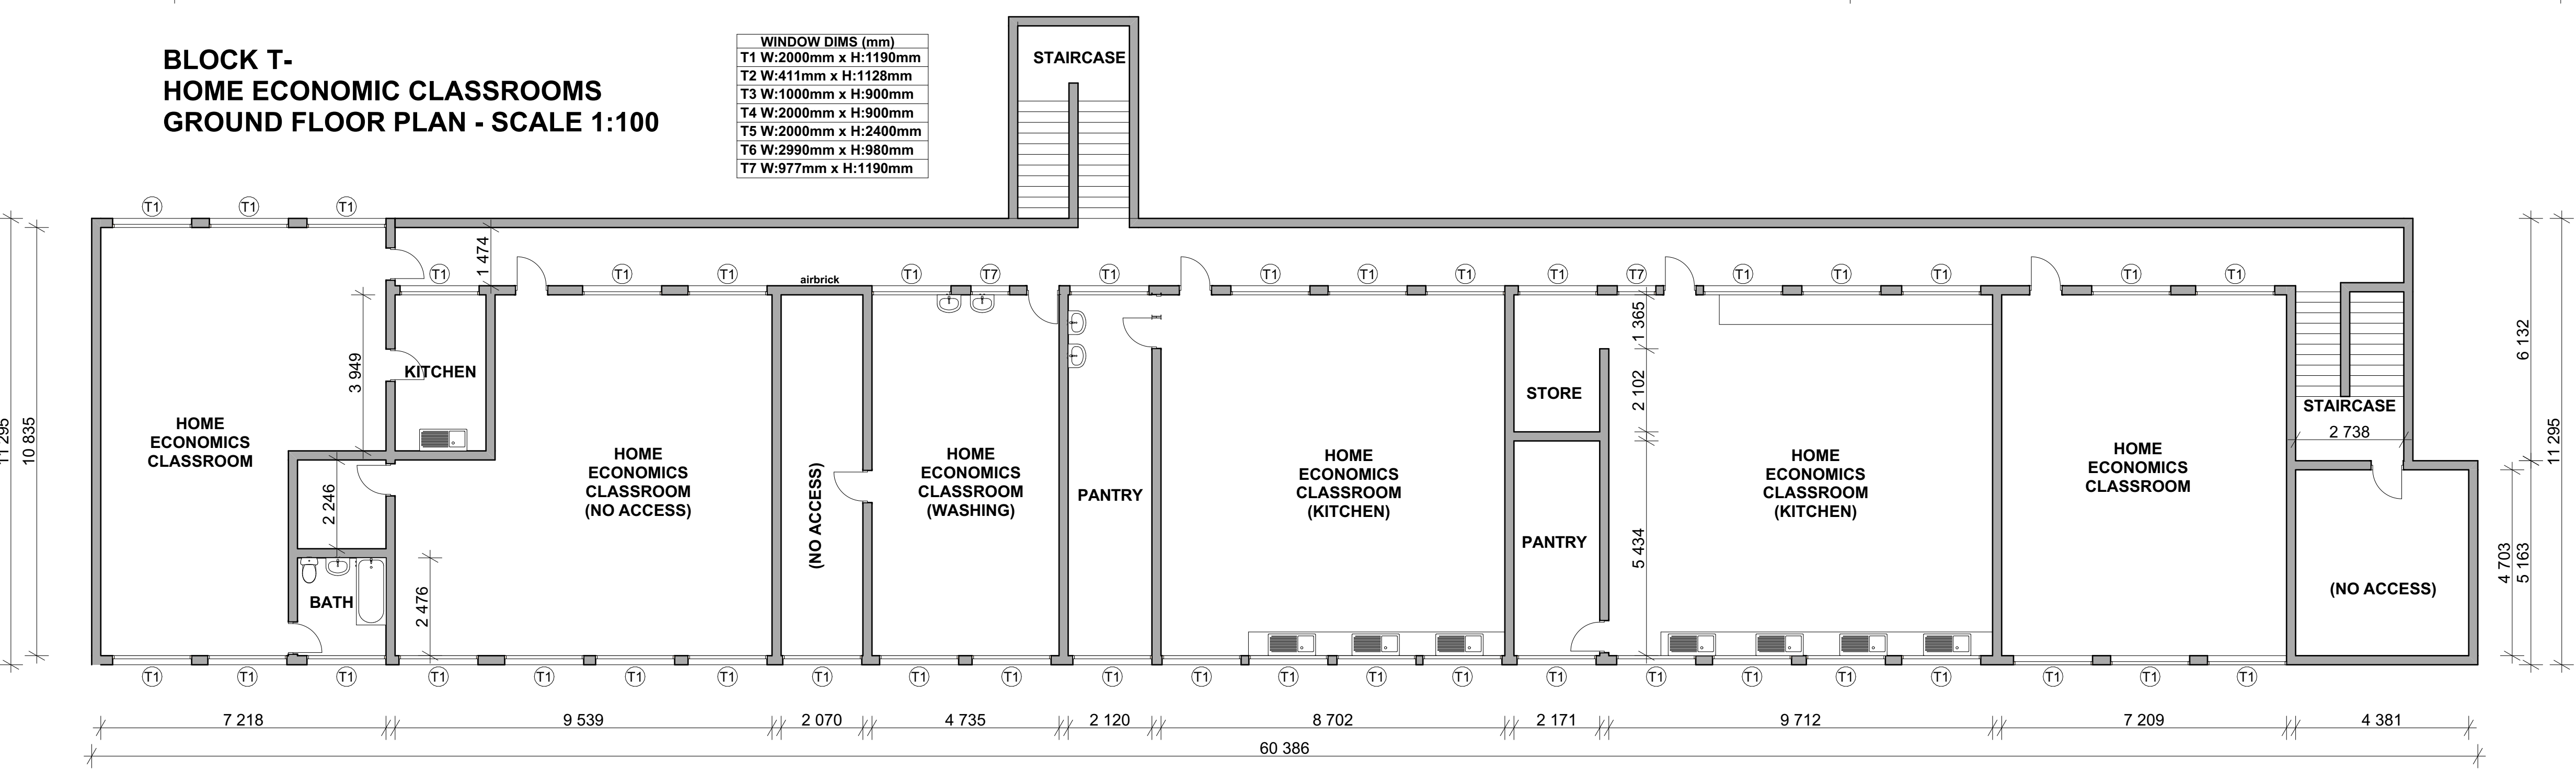 BLOCK T-
HOME ECONOMIC CLASSROOMS
GROUND FLOOR PLAN - SCALE 1:100
WINDOW DIMS (mm)
T1 W:2000mm x H:1190mm
T2 W:411mm x H:1128mm
T3 W:1000mm x H:900mm
T4 W:2000mm x H:900mm
T5 W:2000mm x H:2400mm
T6 W:2990mm x H:980mm
T7 W:977mm x H:1190mm
STAIRCASE
T1 T1 T1
T1 T1 T1 airbrick T1 T7 T1 T1 T1 T1 T1 T7 T1 T1 T1 T1 T1
1 474
3 949
2 246
2 476
11 295
10 835
KITCHEN
HOME
ECONOMICS
CLASSROOM
BATH
HOME
ECONOMICS
CLASSROOM
(NO ACCESS)
(NO ACCESS)
HOME
ECONOMICS
CLASSROOM
(WASHING)
PANTRY
HOME
ECONOMICS
CLASSROOM
(KITCHEN)
STORE
PANTRY
1 365
2 102
5 434
HOME
ECONOMICS
CLASSROOM
(KITCHEN)
HOME
ECONOMICS
CLASSROOM
STAIRCASE
2 738
(NO ACCESS)
6 132
11 295
4 703
5 163
T1 T1 T1 T1 T1 T1 T1 T1 T1 T1 T1 T1 T1 T1 T1 T1 T1 T1 T1 T1 T1 T1 T1
7 218 9 539 2 070 4 735 2 120 8 702 2 171 9 712 7 209 4 381
60 386